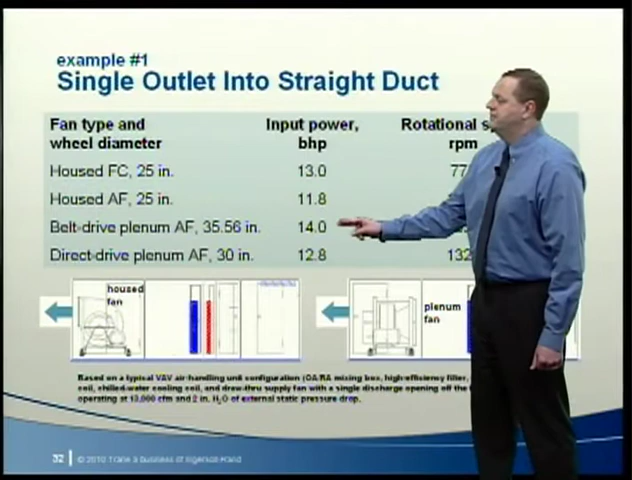 example #1
Single Outlet Into Straight Duct
Fan type and wheel diameter Input power, bhp Rotational rpm
Housed FC, 25 in. 13.0 77
Housed AF, 25 in. 11.8
Belt-drive plenum AF, 35.56 in. 14.0
Direct-drive plenum AF, 30 in. 12.8 132
housed fan
plenum fan
Based on a typical VAV air-handling unit configuration (OA/RA mixing box, high-efficiency filter,
coil, chilled-water cooling coil, and draw-thru supply fan with a single discharge opening off the
operating at 13,000 cfm and 2 in. H2O of external static pressure drop.
32 © 2010 Trane a business of Ingersoll-Rand